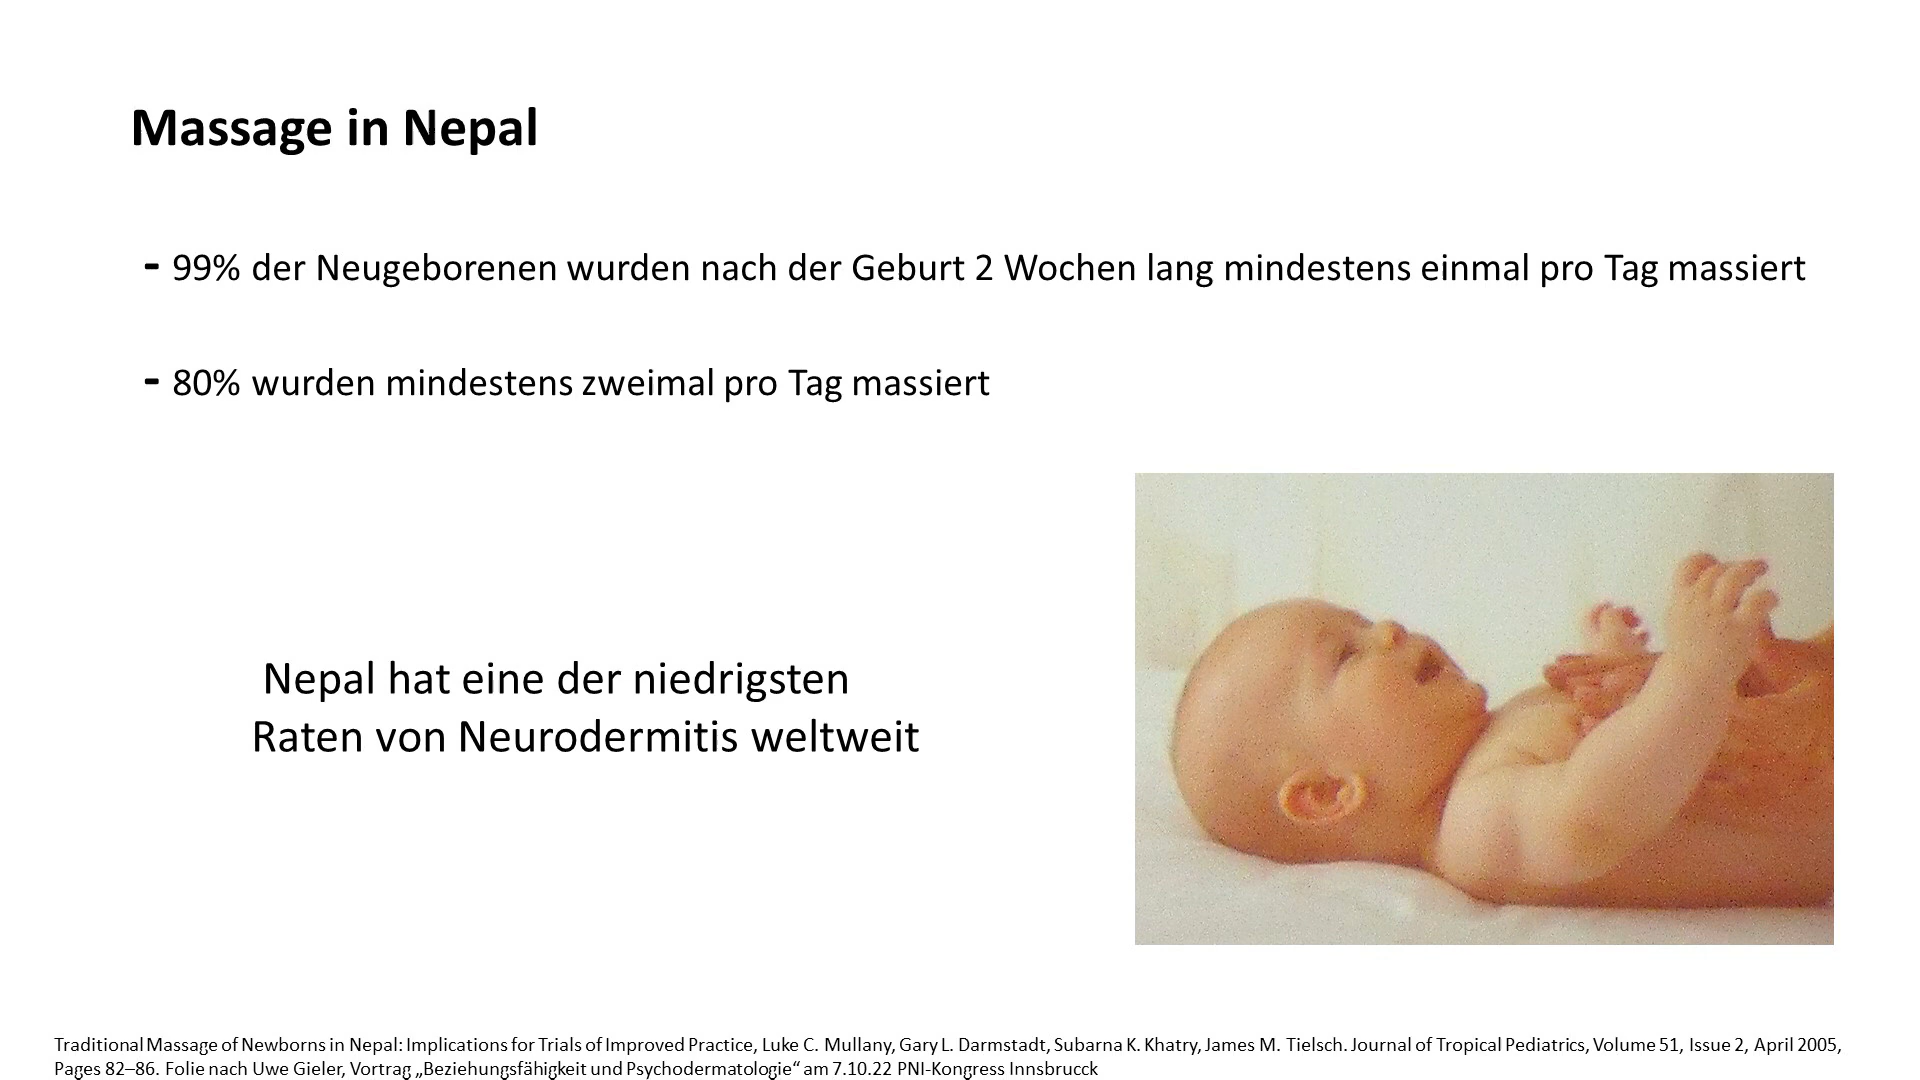 Massage in Nepal
- 99% der Neugeborenen wurden nach der Geburt 2 Wochen lang mindestens einmal pro Tag massiert
- 80% wurden mindestens zweimal pro Tag massiert
Nepal hat eine der niedrigsten
Raten von Neurodermitis weltweit
Traditional Massage of Newborns in Nepal: Implications for Trials of Improved Practice, Luke C. Mullany, Gary L. Darmstadt, Subarna K. Khatry, James M. Tielsch. Journal of Tropical Pediatrics, Volume 51, Issue 2, April 2005,
Pages 82–86. Folie nach Uwe Gieler, Vortrag „Beziehungsfähigkeit und Psychodermatologie“ am 7.10.22 PNI-Kongress Innsbrucck